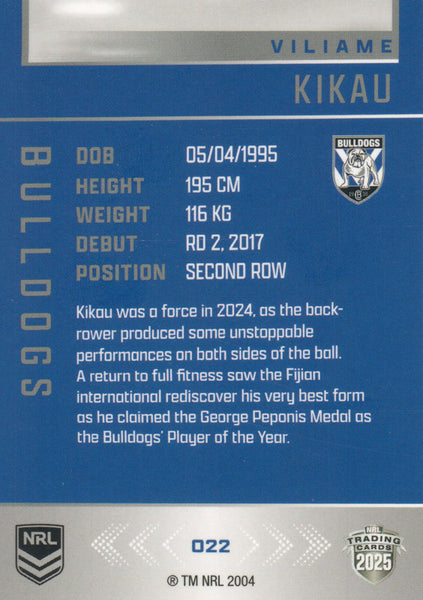 VILIAME
KIKAU
BULLDOGS
BULLDOGS
DOB 05/04/1995
HEIGHT 195 CM
WEIGHT 116 KG
DEBUT RD 2, 2017
POSITION SECOND ROW
Kikau was a force in 2024, as the back-
rower produced some unstoppable
performances on both sides of the ball.
A return to full fitness saw the Fijian
international rediscover his very best form
as he claimed the George Peponis Medal as
the Bulldogs' Player of the Year.
NRL
022
NRL
TRADING
CARDS
2025
® TM NRL 2004